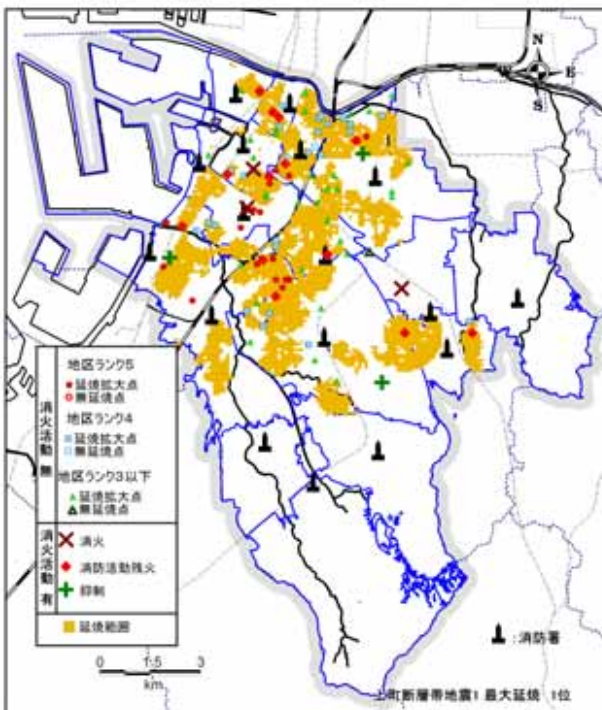 N
W
E
S
消火活動 無
地区ランク5
延焼拡大点
無延焼点
地区ランク4
延焼拡大点
無延焼点
地区ランク3以下
延焼拡大点
無延焼点
消火活動 有
消火
消防活動残火
抑制
延焼範囲
0 1.5 3
km
:消防署
上町断層帯地震1 最大延焼 1位